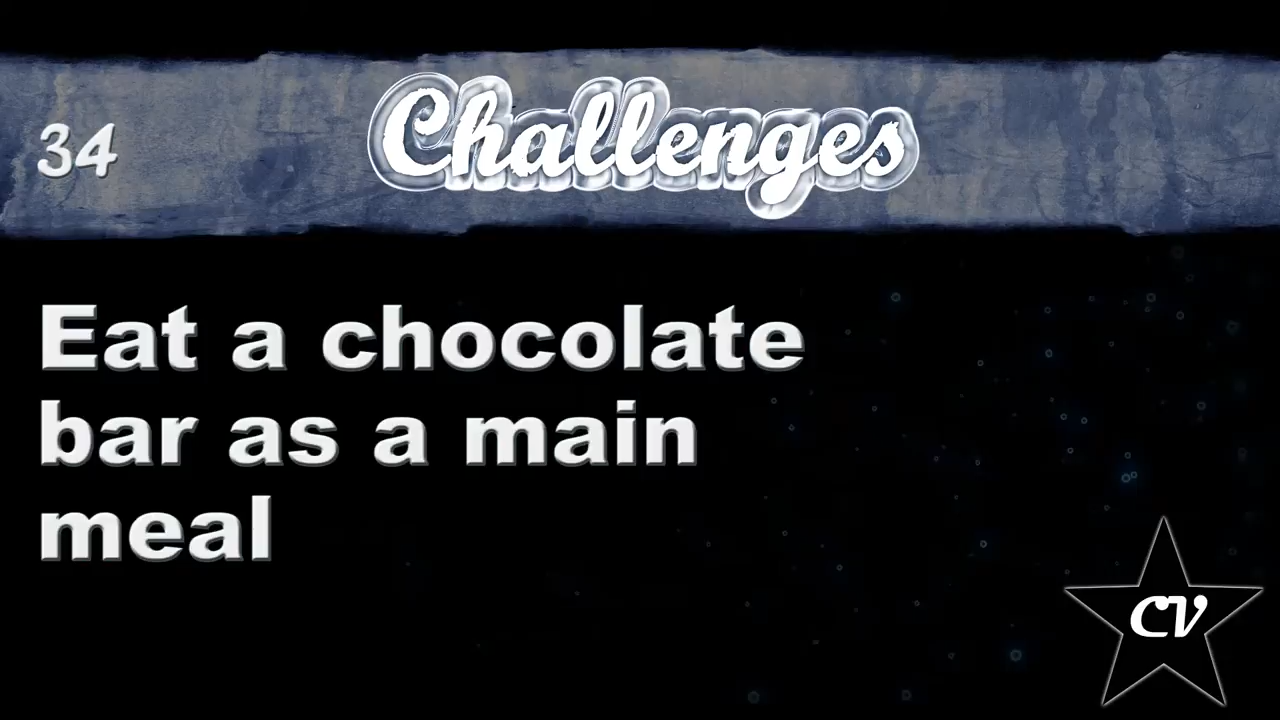 34
Challenges
Eat a chocolate
bar as a main
meal
CV